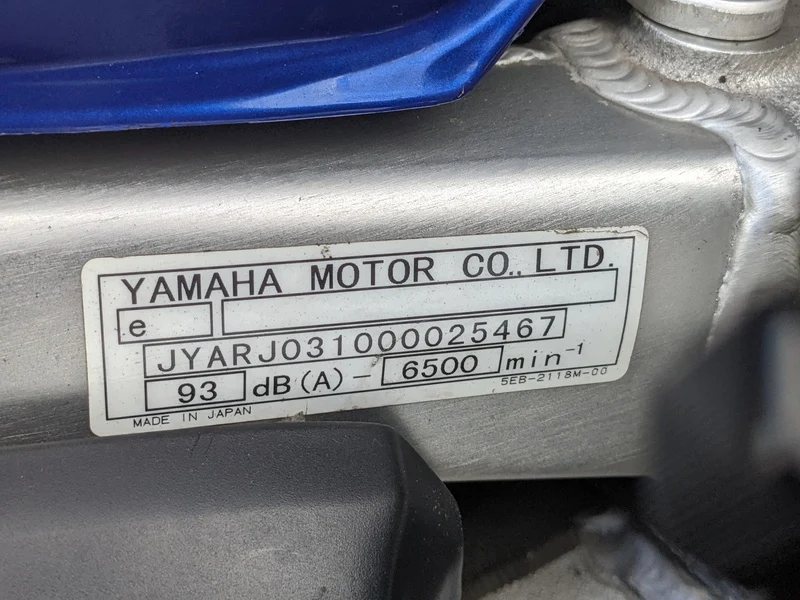 YAMAHA MOTOR CO., LTD.
e
JYARJ031000025467
93 dB(A) - 6500 min⁻¹
5EB-2118M-00
MADE IN JAPAN